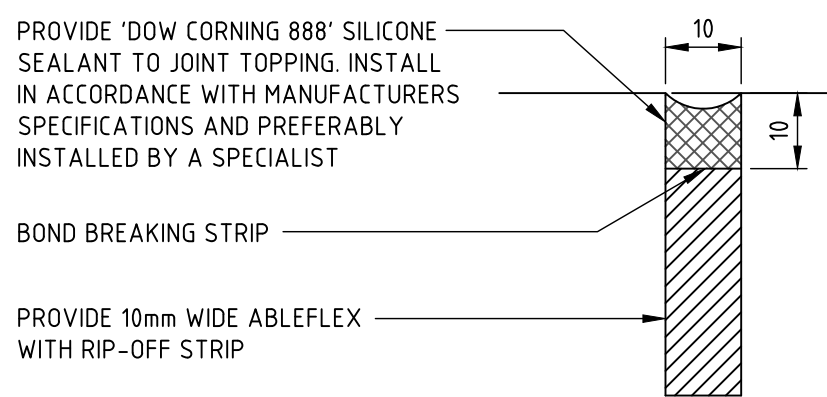 PROVIDE 'DOW CORNING 888' SILICONE
SEALANT TO JOINT TOPPING. INSTALL
IN ACCORDANCE WITH MANUFACTURERS
SPECIFICATIONS AND PREFERABLY
INSTALLED BY A SPECIALIST
10
10
BOND BREAKING STRIP
PROVIDE 10mm WIDE ABLEFLEX
WITH RIP-OFF STRIP